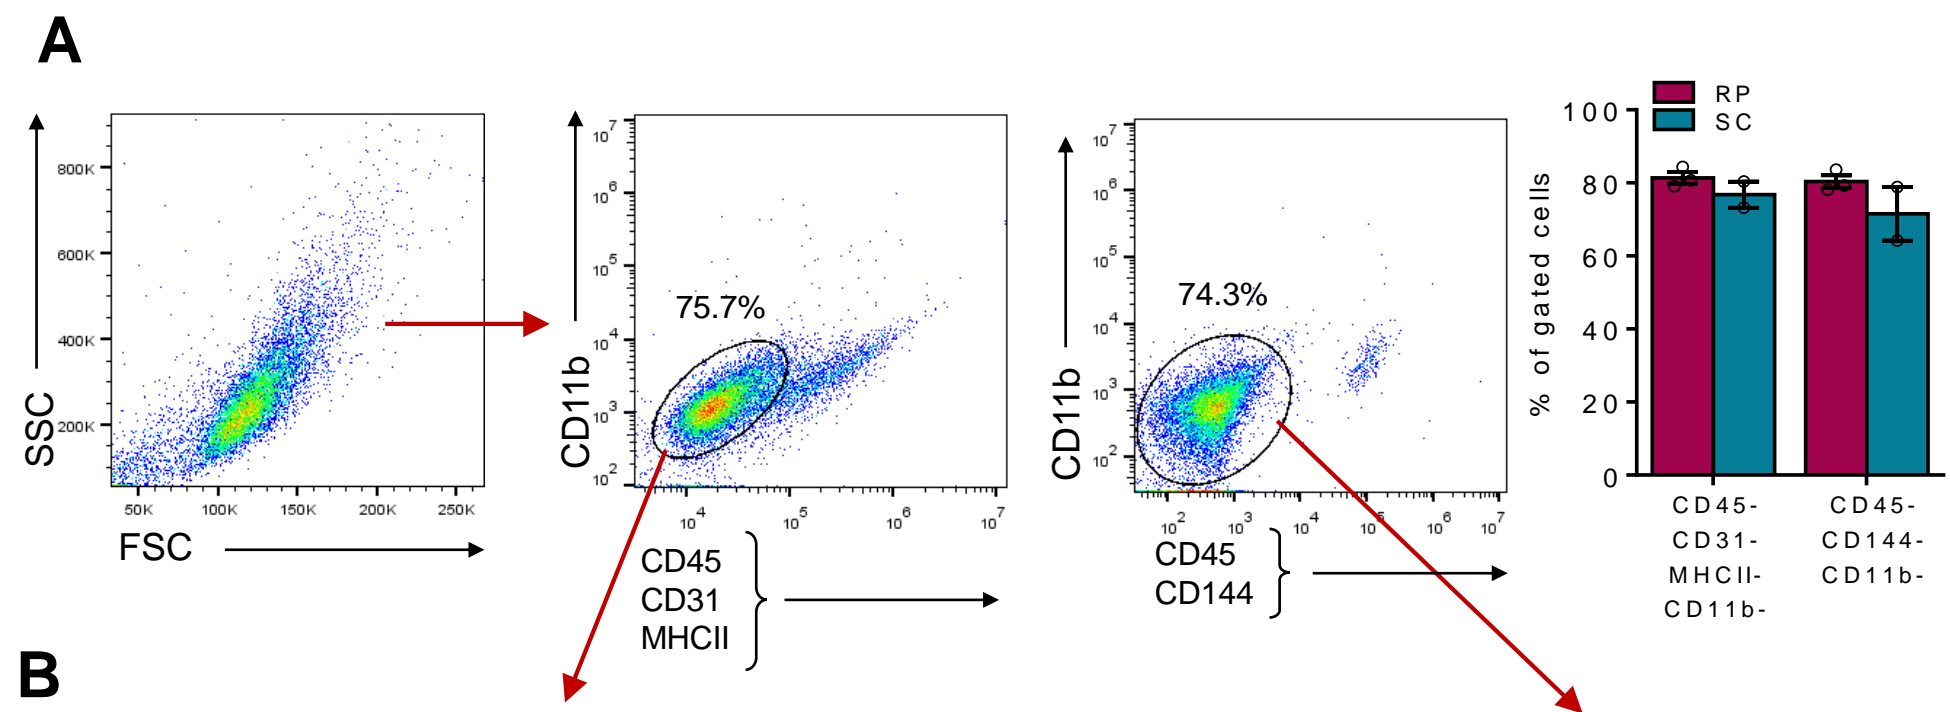 A
SSC
800K
600K
400K
200K
50K 100K 150K 200K 250K
FSC
CD11b
10^7
10^6
10^5
10^4
10^3
10^2
75.7%
10^4 10^5 10^6 10^7
CD45
CD31
MHCII
CD11b
10^7
10^6
10^5
10^4
10^3
10^2
74.3%
10^2 10^3 10^4 10^5 10^6 10^7
CD45
CD144
RP
SC
% of gated cells
100
80
60
40
20
0
CD45-
CD31-
MHCII-
CD11b-
CD45-
CD144-
CD11b-
B